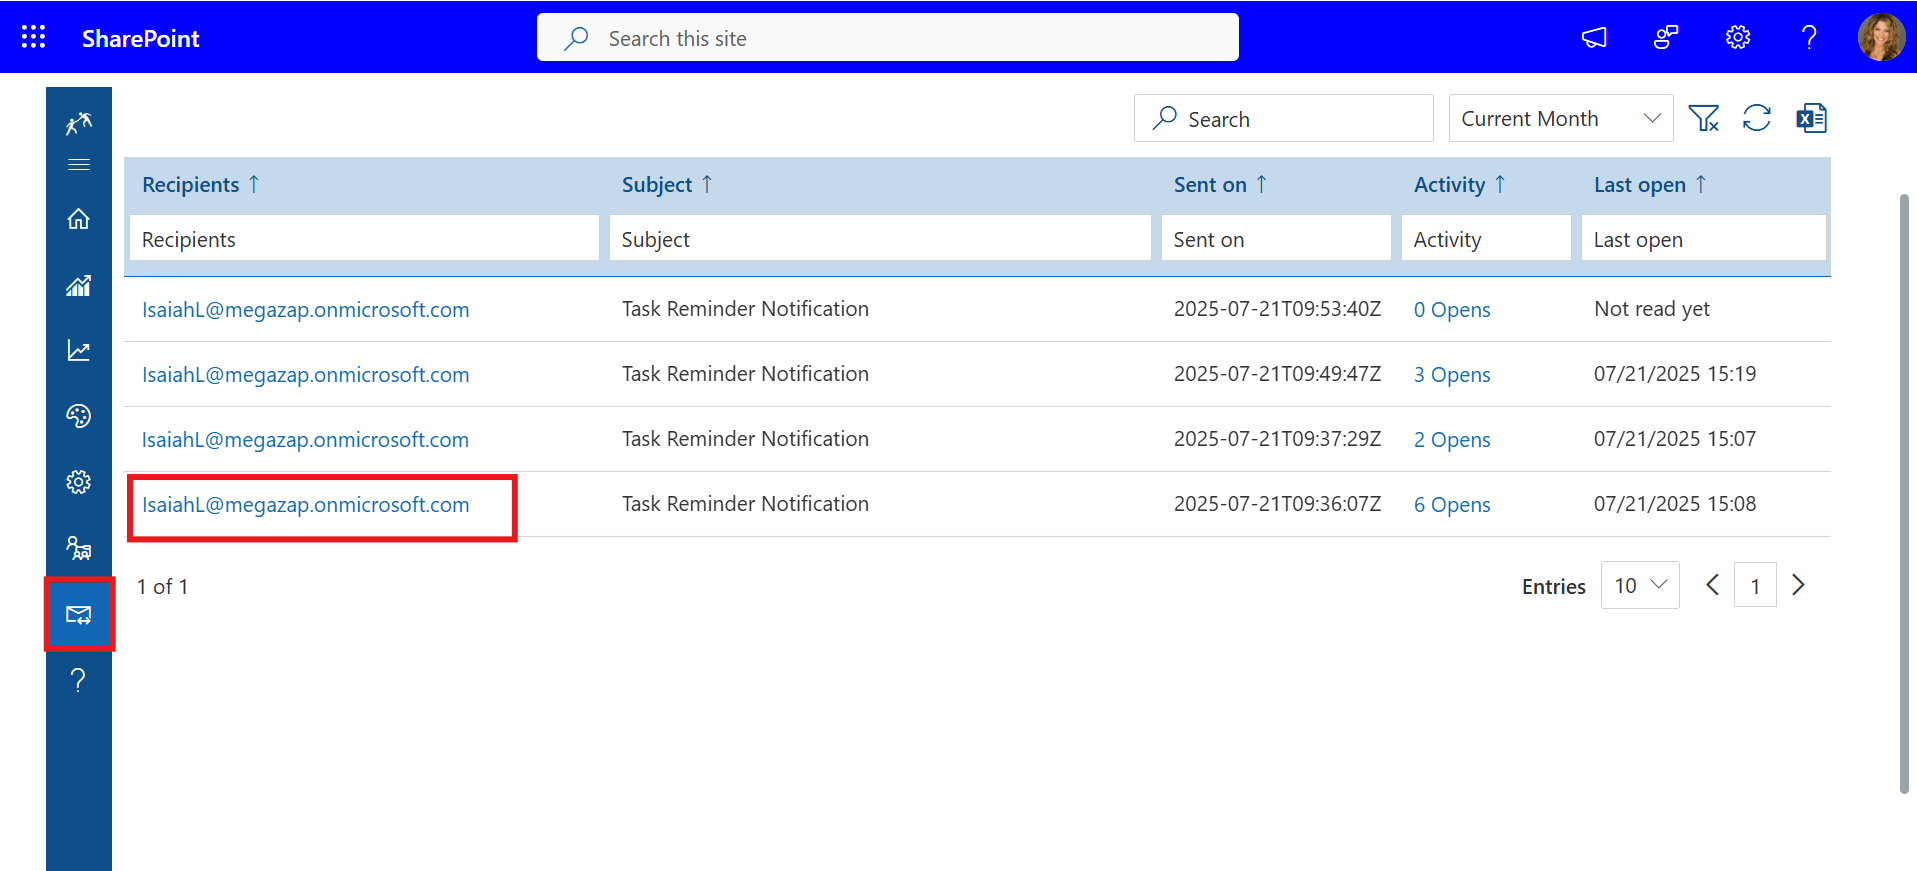 SharePoint
Search this site
Search
Current Month
Recipients ↑ Subject ↑ Sent on ↑ Activity ↑ Last open ↑
Recipients Subject Sent on Activity Last open
IsaiahL@megazap.onmicrosoft.com Task Reminder Notification 2025-07-21T09:53:40Z 0 Opens Not read yet
IsaiahL@megazap.onmicrosoft.com Task Reminder Notification 2025-07-21T09:49:47Z 3 Opens 07/21/2025 15:19
IsaiahL@megazap.onmicrosoft.com Task Reminder Notification 2025-07-21T09:37:29Z 2 Opens 07/21/2025 15:07
IsaiahL@megazap.onmicrosoft.com Task Reminder Notification 2025-07-21T09:36:07Z 6 Opens 07/21/2025 15:08
1 of 1 Entries 10 1